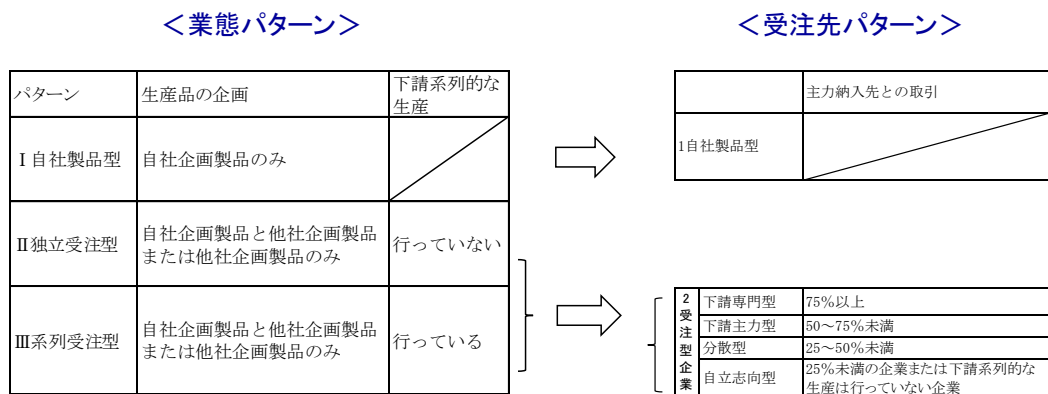 ＜業態パターン＞
パターン
生産品の企画
下請系列的な
生産
Ⅰ自社製品型
自社企画製品のみ
Ⅱ独立受注型
自社企画製品と他社企画製品
または他社企画製品のみ
行っていない
Ⅲ系列受注型
自社企画製品と他社企画製品
または他社企画製品のみ
行っている
＜受注先パターン＞
主力納入先との取引
1自社製品型
2受注型企業
下請専門型
75％以上
下請主力型
50～75％未満
分散型
25～50％未満
自立志向型
25％未満の企業または下請系列的な
生産は行っていない企業